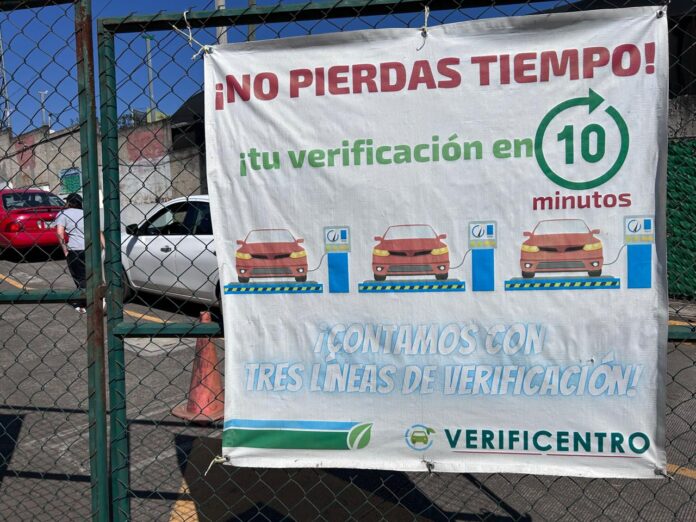 ¡NO PIERDAS TIEMPO!
¡tu verificación en 10
minutos
¡CONTAMOS CON
TRES LÍNEAS DE VERIFICACIÓN!
VERIFICENTRO